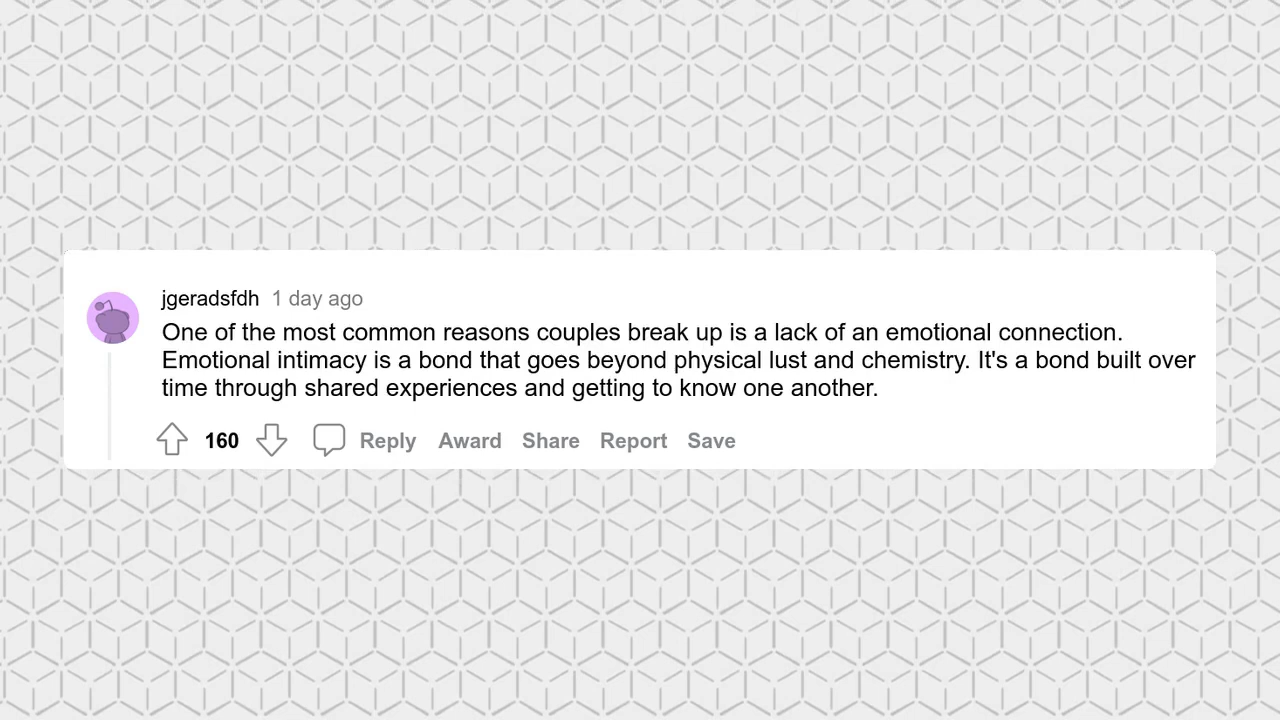 jgeradsfdh 1 day ago
One of the most common reasons couples break up is a lack of an emotional connection.
Emotional intimacy is a bond that goes beyond physical lust and chemistry. It's a bond built over
time through shared experiences and getting to know one another.
160 Reply Award Share Report Save